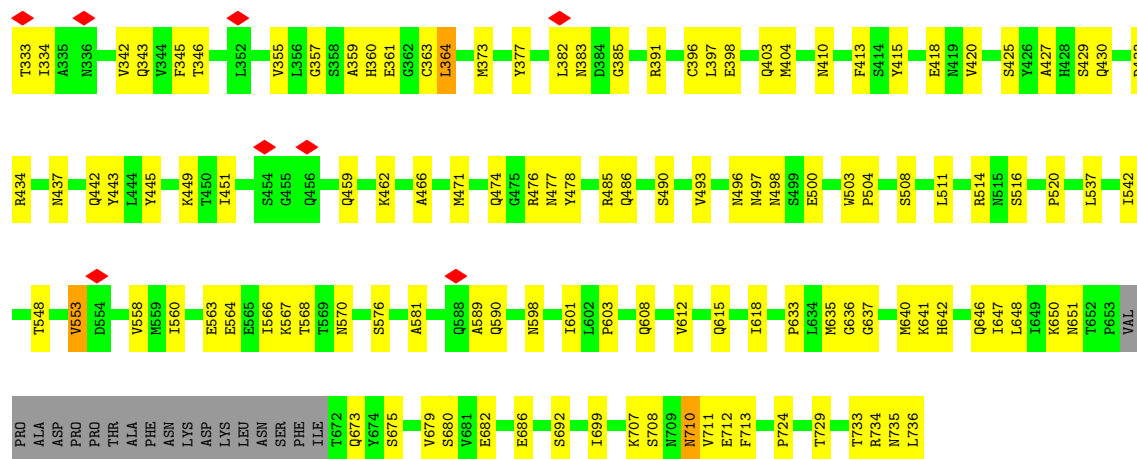 T333 I334 A335 N336 V342 Q343 V344 F345 T346 L352 V355 L356 G357 S358 A359 H360 E361 G362 C363 L364 M373 Y377 L382 N383 D384 G385 R391 C396 L397 E398 Q403 M404 N410 F413 S414 Y415 E418 N419 V420 S425 Y426 A427 H428 S429 Q430
R434 N437 Q442 Y443 L444 Y445 K449 T450 I451 S454 G455 Q456 Q459 K462 A466 M471 Q474 G475 R476 N477 Y478 R485 Q486 S490 V493 N496 N497 N498 S499 E500 W503 P504 S508 L511 R514 N515 S516 P520 L537 I542
T548 V553 D554 V558 M559 I560 E563 E564 E565 I566 K567 T568 T569 N570 S576 A581 Q588 A589 Q590 N598 I601 L602 P603 Q608 V612 Q615 I618 P633 L634 M635 G636 G637 M640 K641 H642 Q646 I647 L648 I649 K650 N651 T652 P653 VAL
PRO ALA ASP PRO PRO THR ALA PHE ASN LYS ASP LYS LEU ASN SER PHE ILE T672 Q673 Y674 S675 V679 S680 V681 E682 E686 S692 I699 K707 S708 N709 N710 V711 E712 F713 P724 T729 T733 R734 N735 L736